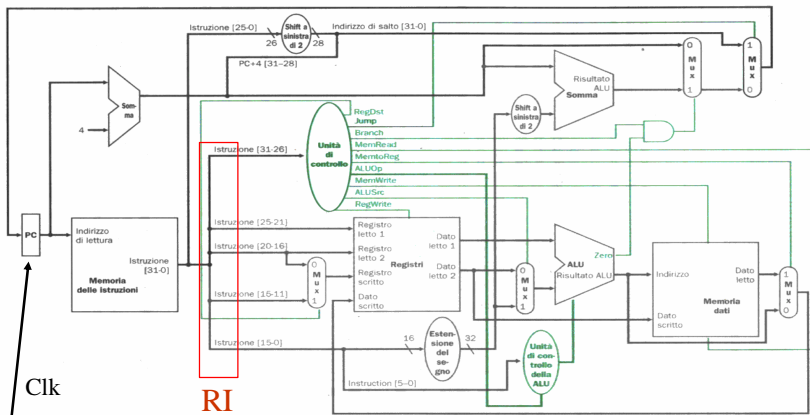 Istruzione [25-0]
26
Shift a
sinistra
di 2
28
Indirizzo di salto [31-0]
PC+4 [31–28]
Som-
ma
4
0
M
u
x
1
1
M
u
x
0
Risultato
ALU
Somma
Shift a
sinistra
di 2
RegDst
Jump
Branch
MemRead
MemtoReg
ALUOp
MemWrite
ALUSrc
RegWrite
Unità
di
controllo
Istruzione [31-26]
PC
Indirizzo
di lettura
Istruzione
[31-0]
Memoria
delle istruzioni
Istruzione [25-21]
Istruzione [20-16]
Istruzione [15-11]
Istruzione [15-0]
0
M
u
x
1
Registro
letto 1
Registro
letto 2
Registro
scritto
Dato
scritto
Dato
letto 1
Registri
Dato
letto 2
0
M
u
x
1
Zero
ALU
Risultato ALU
Indirizzo
Dato
letto
Memoria
dati
Dato
scritto
1
M
u
x
0
16
Esten-
sione
del
se-
gno
32
Unità
di con-
trollo
della
ALU
Instruction [5–0]
Clk
RI